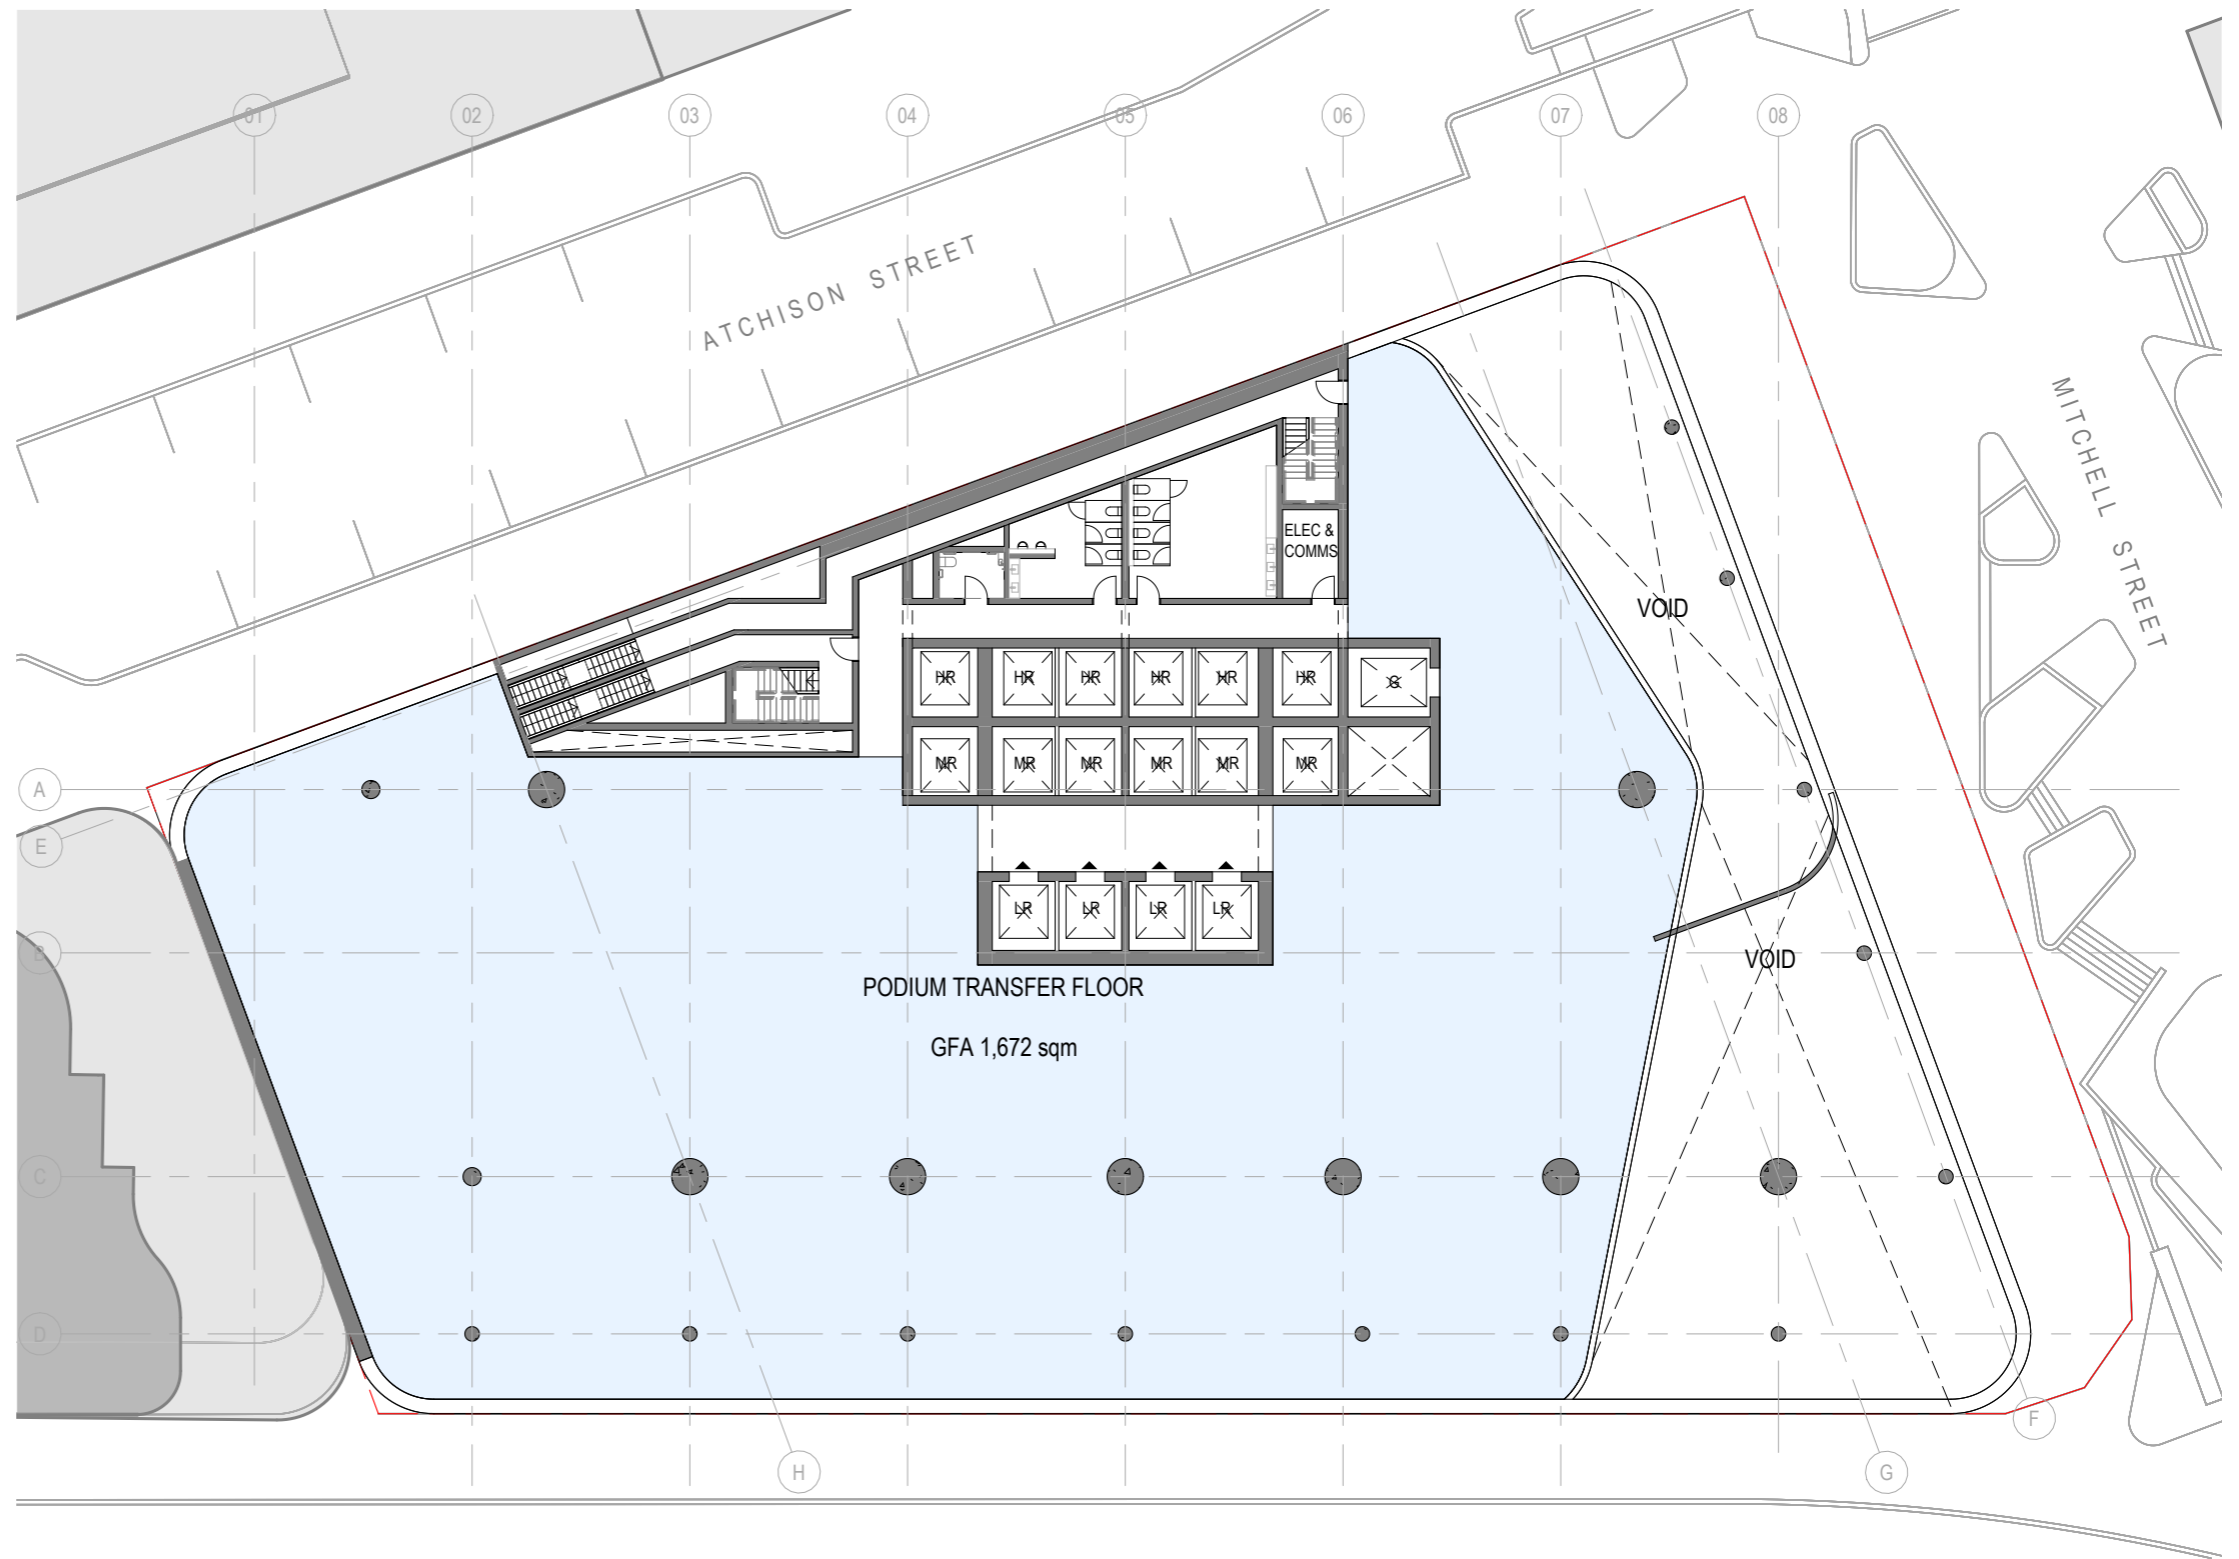 01
02
03
04
05
06
07
08
ATCHISON STREET
MITCHELL STREET
ELEC &
COMMS
VOID
HR
HR
HR
HR
HR
HR
G
MR
MR
MR
MR
MR
MR
A
E
LR
LR
LR
LR
B
VOID
PODIUM TRANSFER FLOOR
GFA 1,672 sqm
C
D
F
H
G